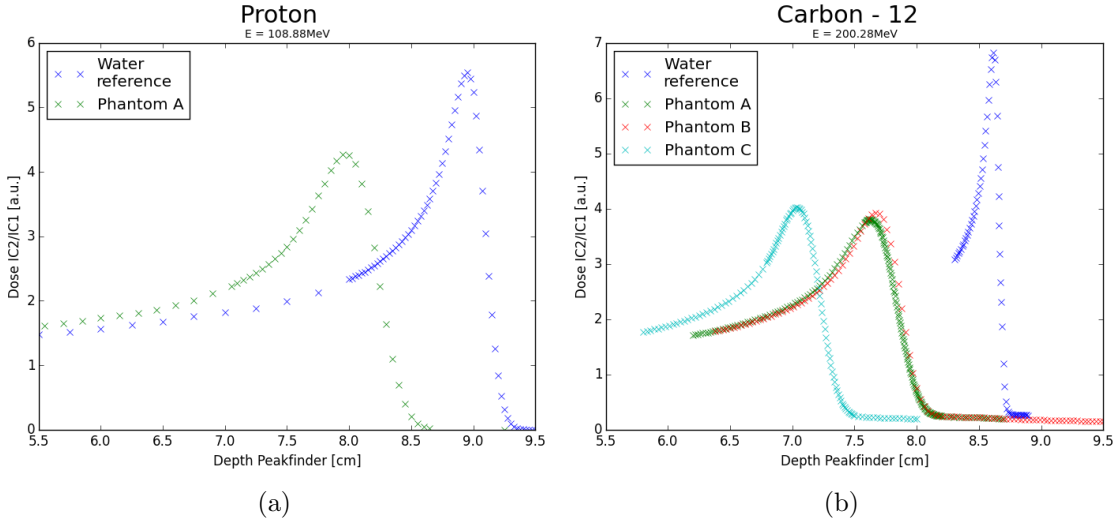 Proton
E = 108.88MeV
Water
reference
Phantom A
Dose IC2/IC1 [a.u.]
6
5
4
3
2
1
0
5.5 6.0 6.5 7.0 7.5 8.0 8.5 9.0 9.5
Depth Peakfinder [cm]
(a)
Carbon - 12
E = 200.28MeV
Water
reference
Phantom A
Phantom B
Phantom C
Dose IC2/IC1 [a.u.]
7
6
5
4
3
2
1
0
5.5 6.0 6.5 7.0 7.5 8.0 8.5 9.0 9.5
Depth Peakfinder [cm]
(b)